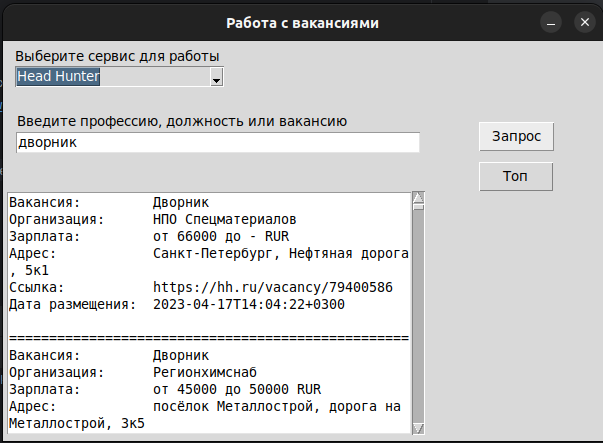 Работа с вакансиями
Выберите сервис для работы
Head Hunter
Введите профессию, должность или вакансию
дворник
Запрос
Топ
Вакансия: Дворник
Организация: НПО Спецматериалов
Зарплата: от 66000 до - RUR
Адрес: Санкт-Петербург, Нефтяная дорога
, 5к1
Ссылка: https://hh.ru/vacancy/79400586
Дата размещения: 2023-04-17T14:04:22+0300
==================================================
Вакансия: Дворник
Организация: Регионхимснаб
Зарплата: от 45000 до 50000 RUR
Адрес: посёлок Металлострой, дорога на
Металлострой, 3к5